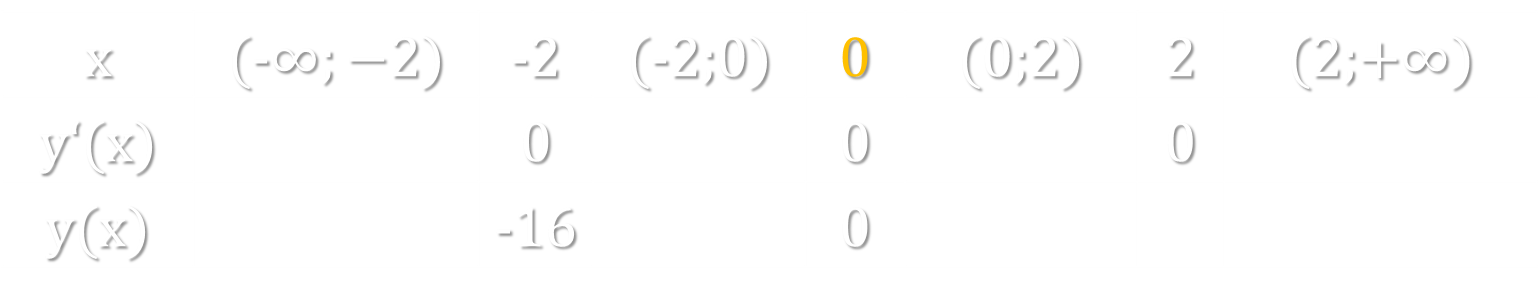 x (-∞; −2) -2 (-2;0) 0 (0;2) 2 (2;+∞)
y'(x) 0 0 0
y(x) -16 0